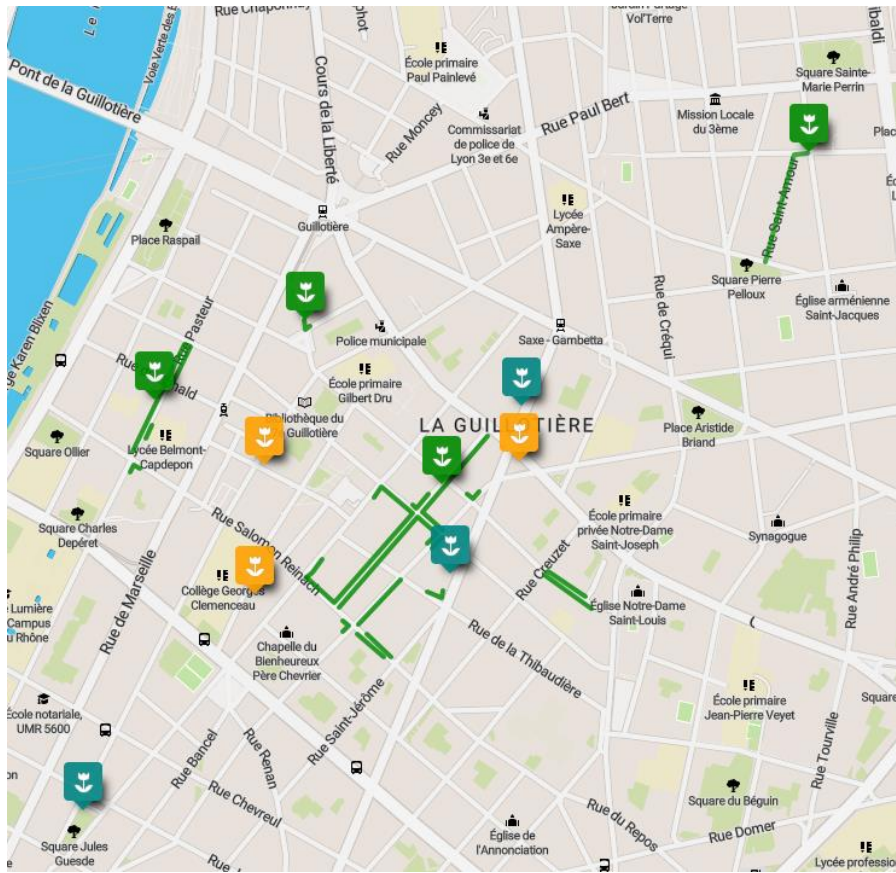 Rue Chaponnay
Vol'Terre
Pont de la Guillotière
Voie Verte des
Cours de la Liberté
École primaire
Paul Painlevé
Rue Moncey
Commissariat
de police de
Lyon 3e et 6e
Rue Paul Bert
Mission Locale
du 3ème
Square Sainte-
Marie Perrin
Place Raspail
Guillotière
Lycée
Ampère-
Saxe
Rue Saint Amour
Square Pierre
Pelloux
Église arménienne
Saint-Jacques
Rue de Créqui
Karen Blixen
Pasteur
Police municipale
Saxe - Gambetta
École primaire
Gilbert Dru
Bibliothèque du
Guillotière
LA GUILLOTIÈRE
Place Aristide
Briand
Square Ollier
Lycée Belmont-
Capdepon
Square Charles
Depéret
Rue Salomon Reinach
École primaire
privée Notre-Dame
Saint-Joseph
Synagogue
Rue André Philip
Rue de Marseille
Collège Georges
Clemenceau
Rue Creuzet
Église Notre-Dame
Saint-Louis
Lumière
Campus
Rhône
Chapelle du
Bienheureux
Père Chevrier
Rue de la Thibaudière
École notariale,
UMR 5600
Rue Bancel
Rue Renan
Rue Saint-Jérôme
École primaire
Jean-Pierre Veyet
Square
Rue Tourville
Rue Chevreul
Square du Béguin
Square Jules
Guesde
Église de
l'Annonciation
Rue du Repos
Rue Domer
Lycée